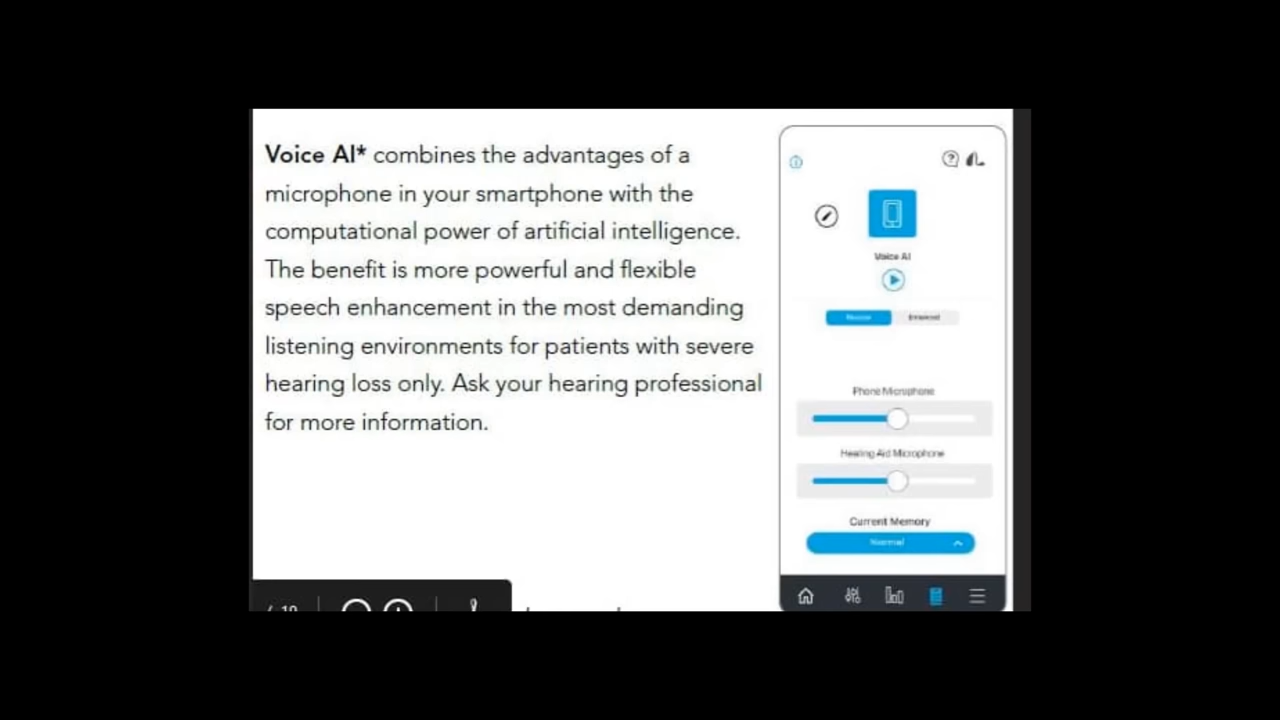 Voice AI* combines the advantages of a
microphone in your smartphone with the
computational power of artificial intelligence.
The benefit is more powerful and flexible
speech enhancement in the most demanding
listening environments for patients with severe
hearing loss only. Ask your hearing professional
for more information.
Voice AI
Enhanced
Phone Microphone
Hearing Aid Microphone
Current Memory
Normal